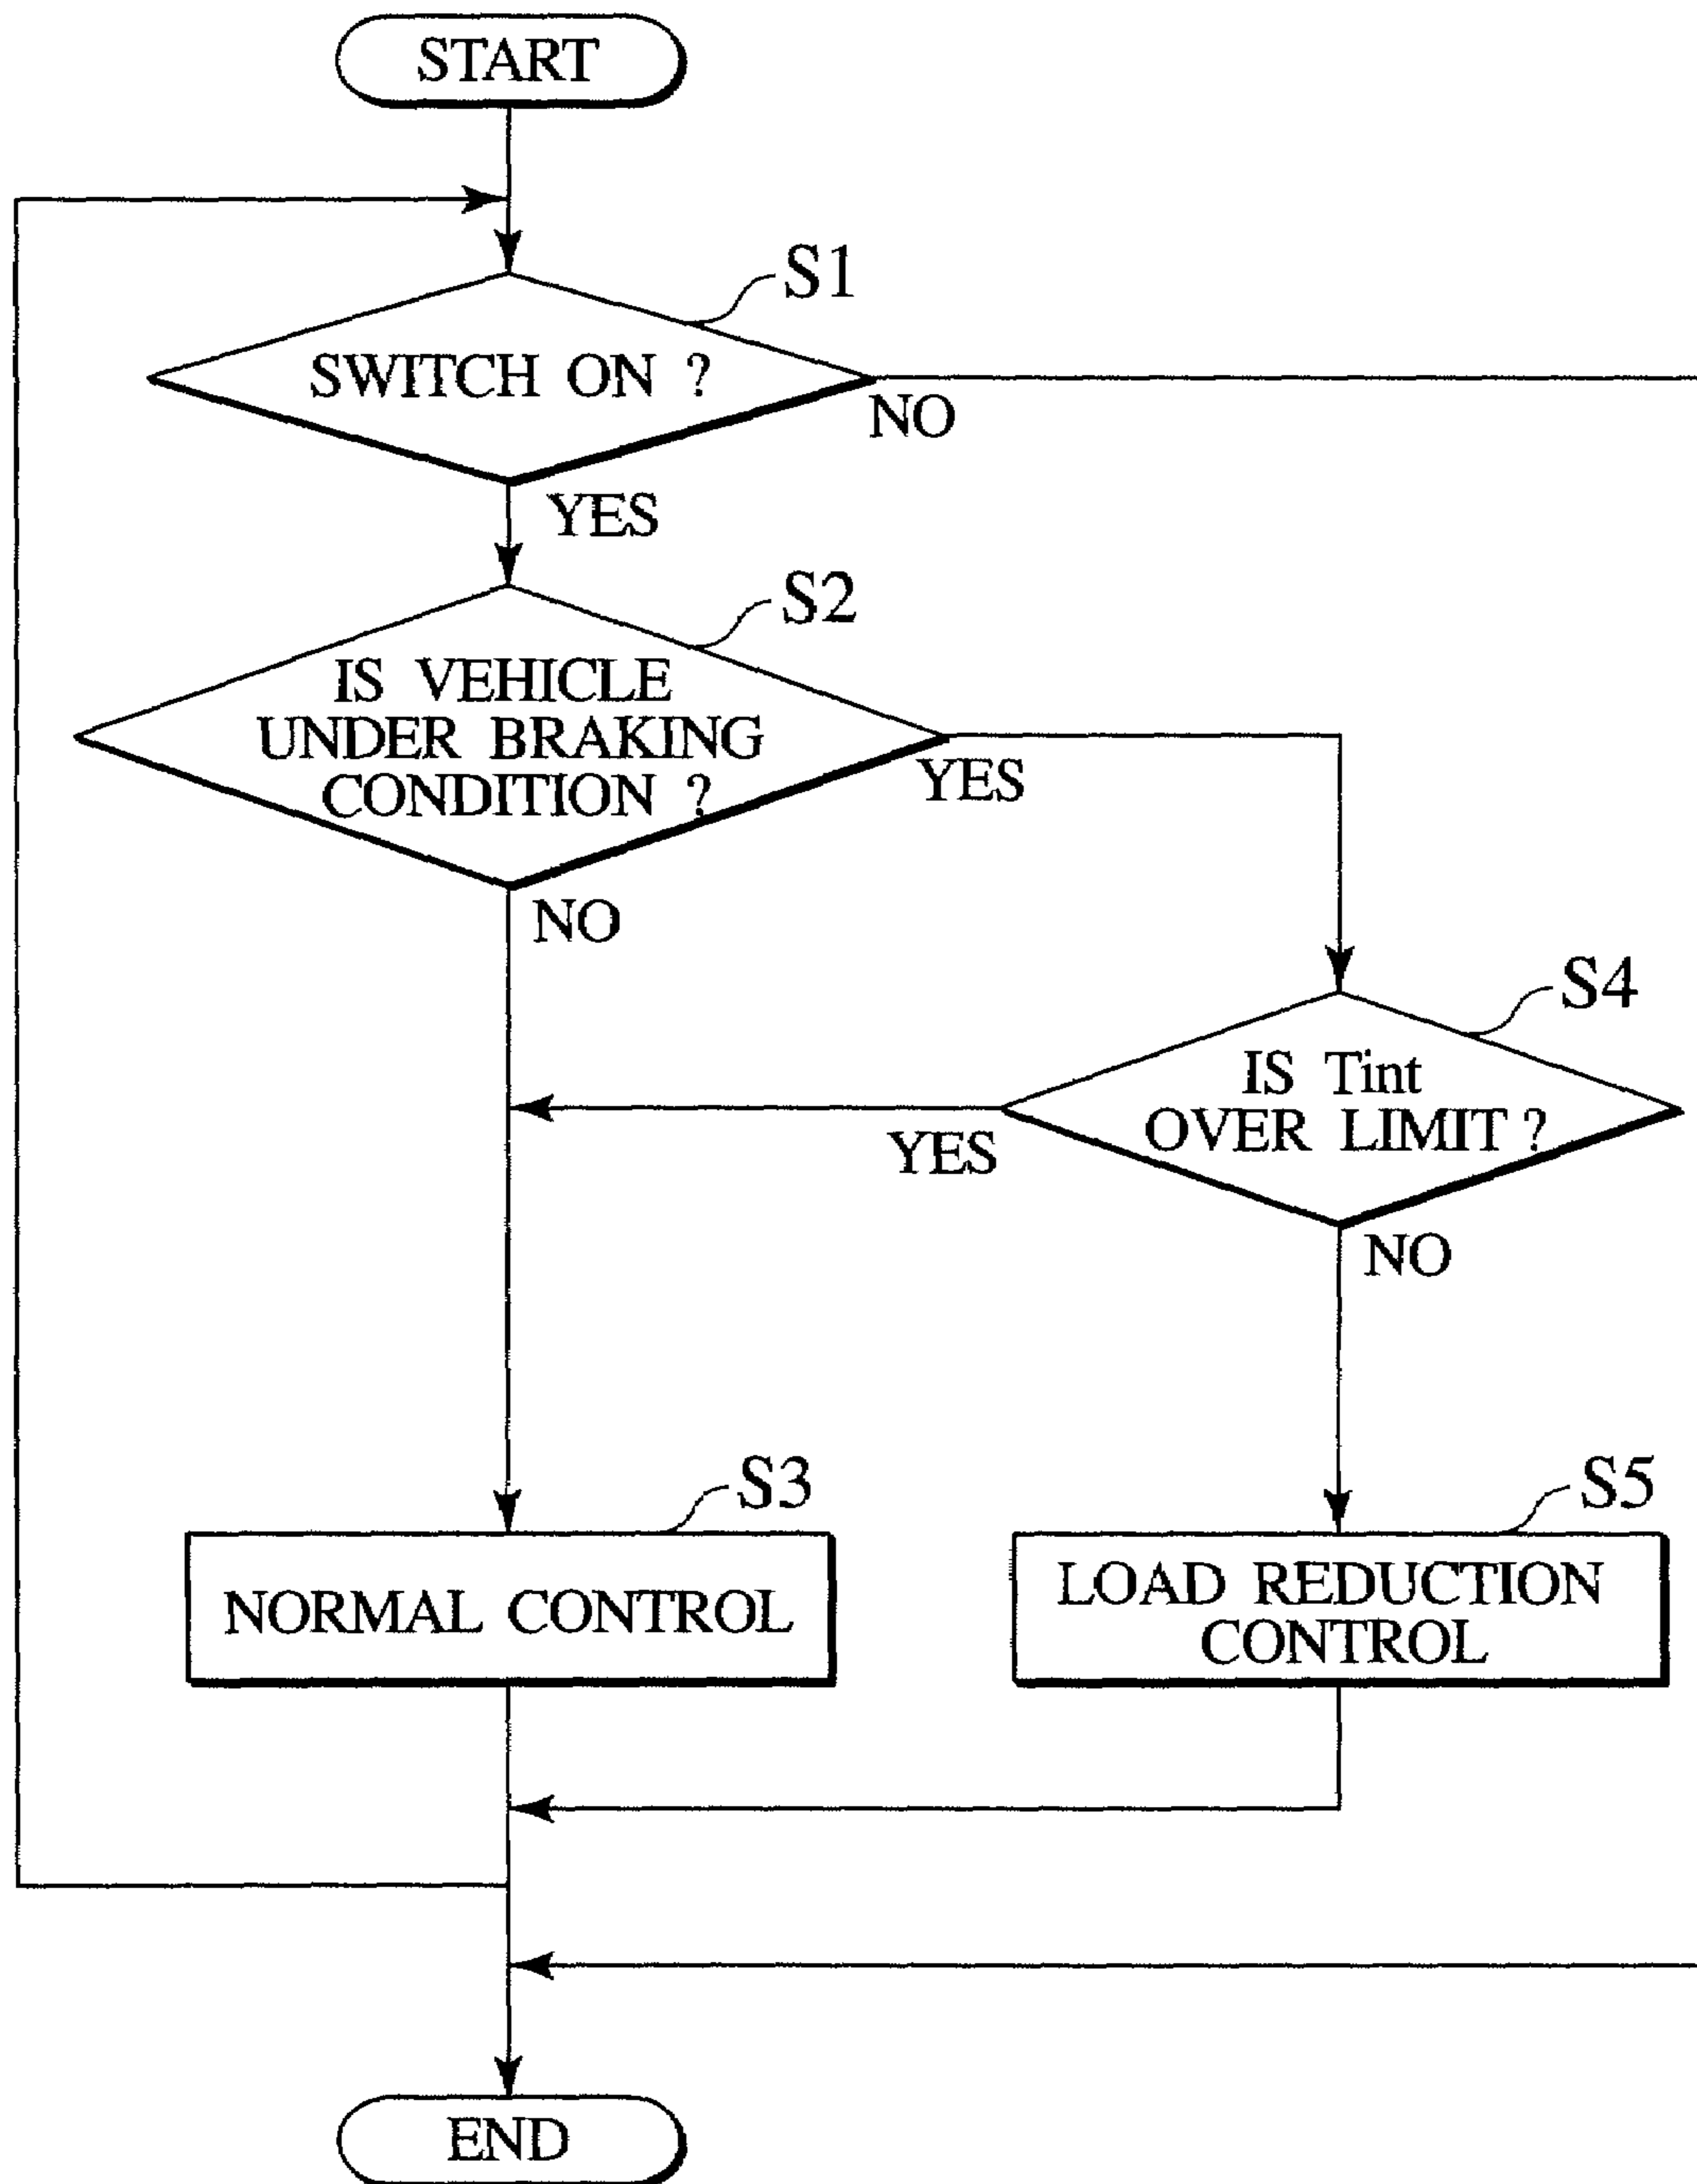 START
S1
SWITCH ON ?
NO
YES
S2
IS VEHICLE
UNDER BRAKING
CONDITION ?
YES
NO
S4
IS Tint
OVER LIMIT ?
YES
NO
S3
NORMAL CONTROL
S5
LOAD REDUCTION
CONTROL
END